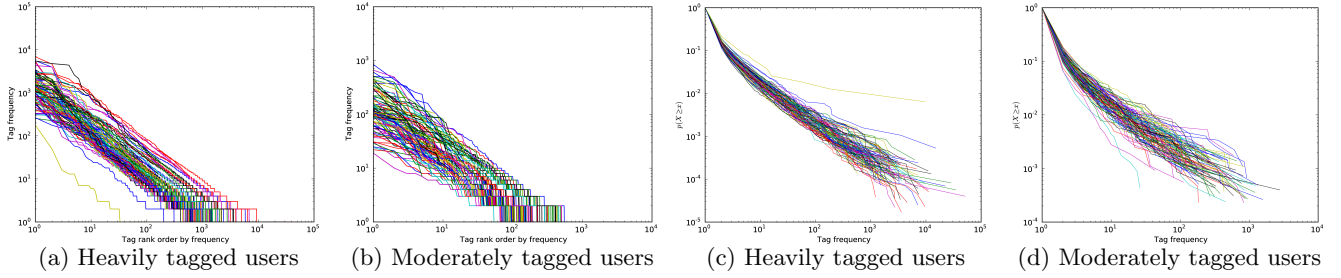 10^5
10^4
10^3
10^2
10^1
10^0
Tag frequency
10^0 10^1 10^2 10^3 10^4 10^5
Tag rank order by frequency
(a) Heavily tagged users
10^4
10^3
10^2
10^1
10^0
Tag frequency
10^0 10^1 10^2 10^3 10^4
Tag rank order by frequency
(b) Moderately tagged users
10^0
10^-1
10^-2
10^-3
10^-4
10^-5
p(X ≥ x)
10^0 10^1 10^2 10^3 10^4 10^5
Tag frequency
(c) Heavily tagged users
10^0
10^-1
10^-2
10^-3
10^-4
p(X ≥ x)
10^0 10^1 10^2 10^3 10^4
Tag frequency
(d) Moderately tagged users